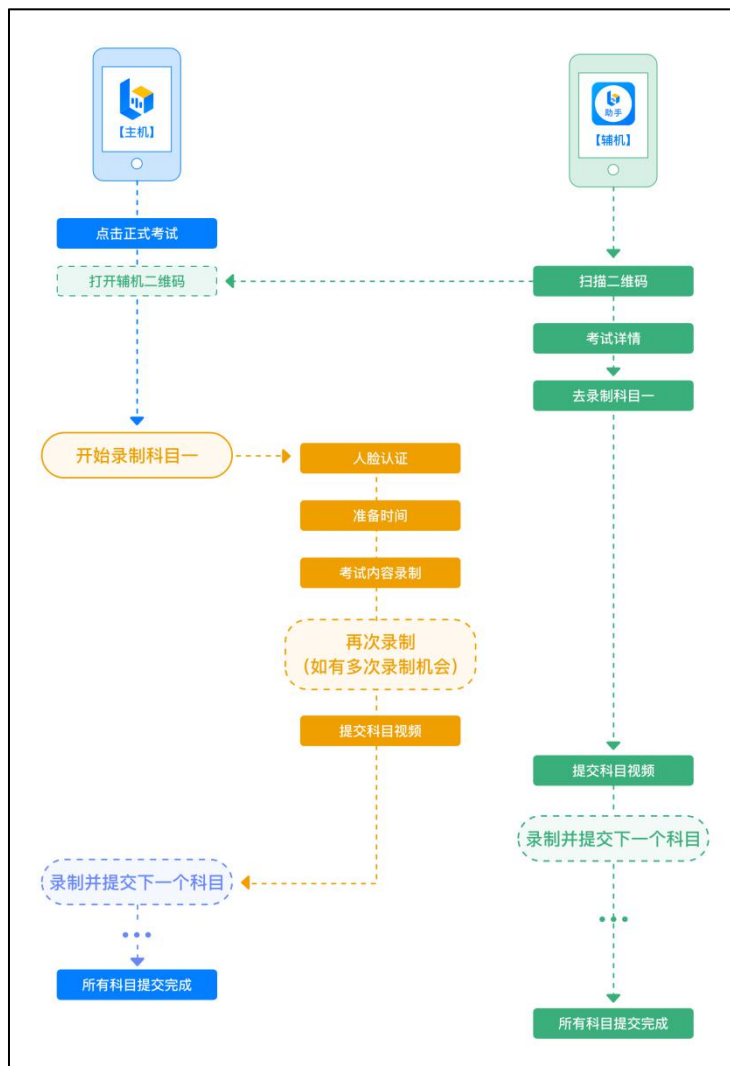 【主机】
助手
【辅机】
点击正式考试
打开辅机二维码
扫描二维码
考试详情
去录制科目一
开始录制科目一
人脸认证
准备时间
考试内容录制
再次录制
（如有多次录制机会）
提交科目视频
提交科目视频
录制并提交下一个科目
录制并提交下一个科目
所有科目提交完成
所有科目提交完成